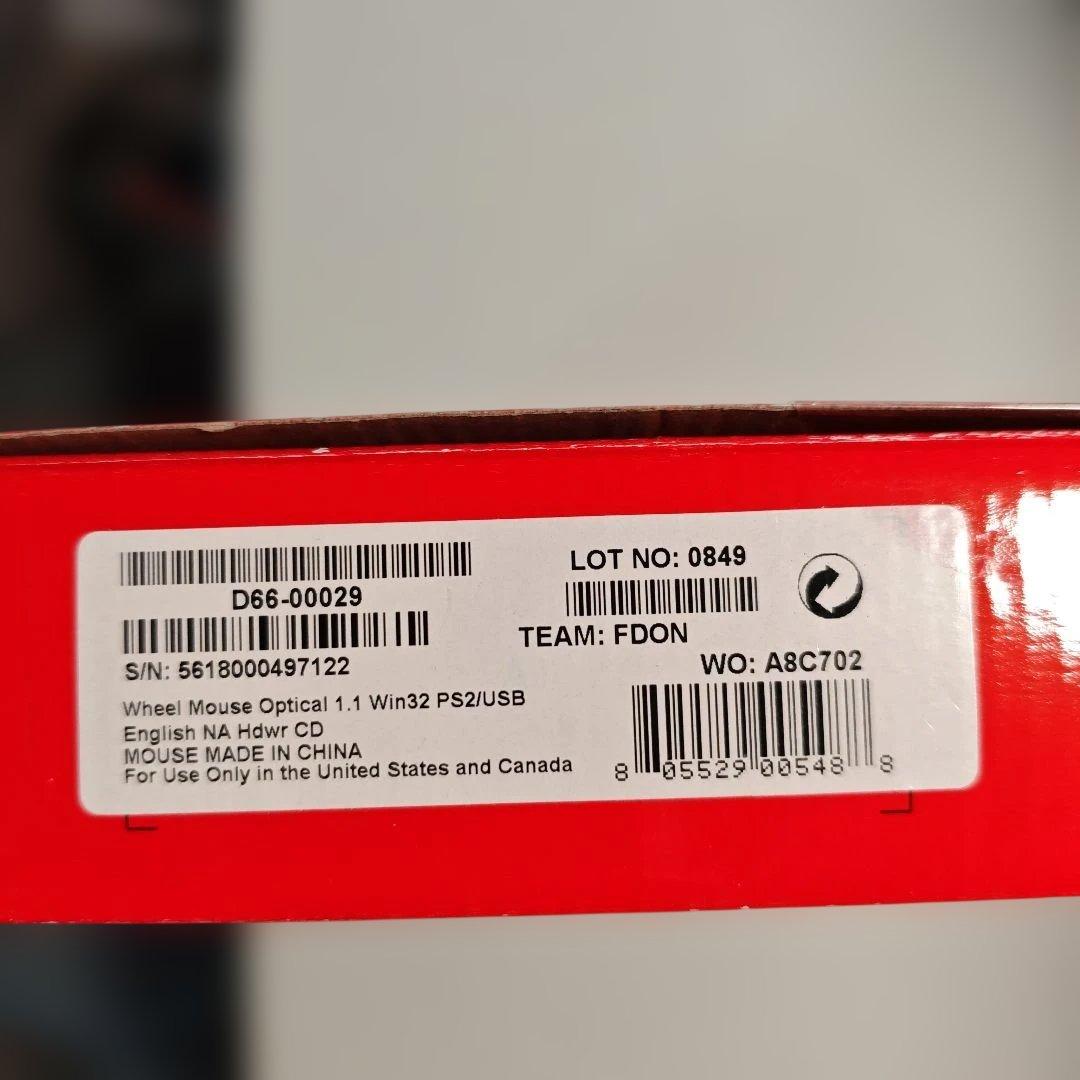 D66-00029
S/N: 5618000497122
Wheel Mouse Optical 1.1 Win32 PS2/USB
English NA Hdwr CD
MOUSE MADE IN CHINA
For Use Only in the United States and Canada
LOT NO: 0849
TEAM: FDON
WO: A8C702
8 05529 00548 8